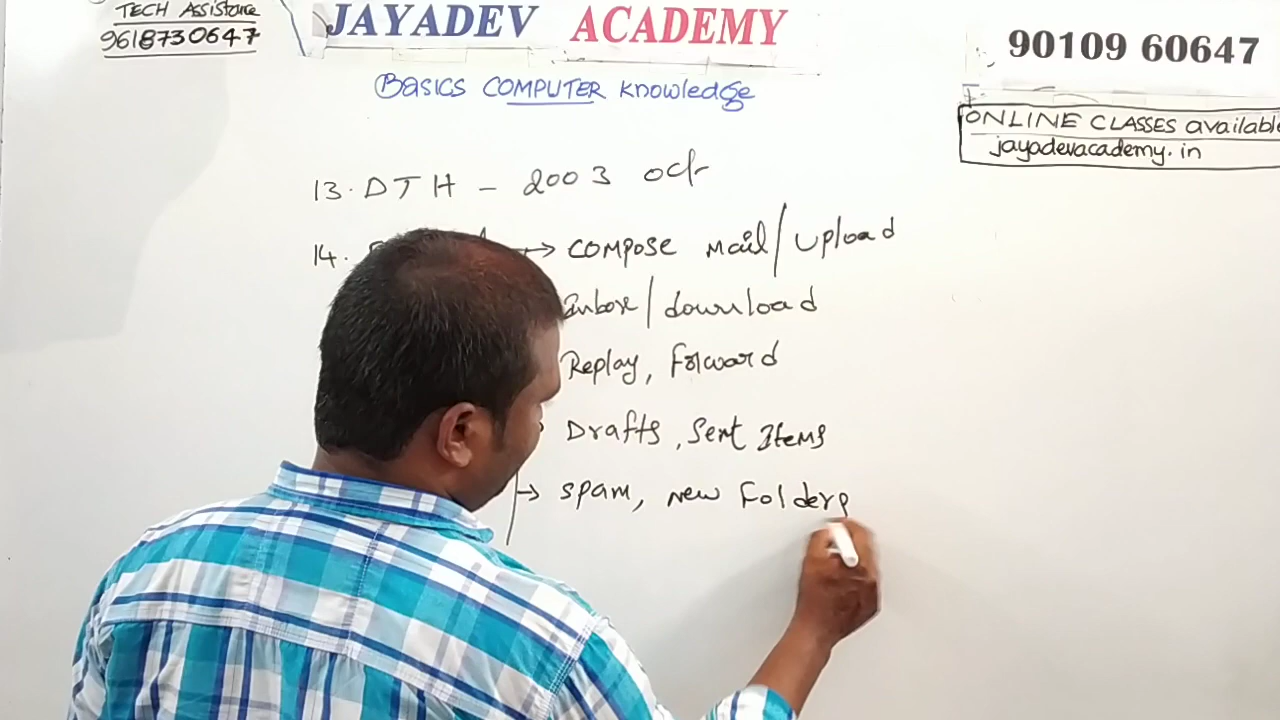 TECH Assistance
9618730647
JAYADEV ACADEMY
90109 60647
Basics COMPUTER knowledge
ONLINE CLASSES available
jayadevacademy.in
13. DTH - 2003 oct
14.
→ COMPOSE Mail/Upload
Inbox/download
Replay, Forward
Drafts, Sent Items
→ spam, new Folders